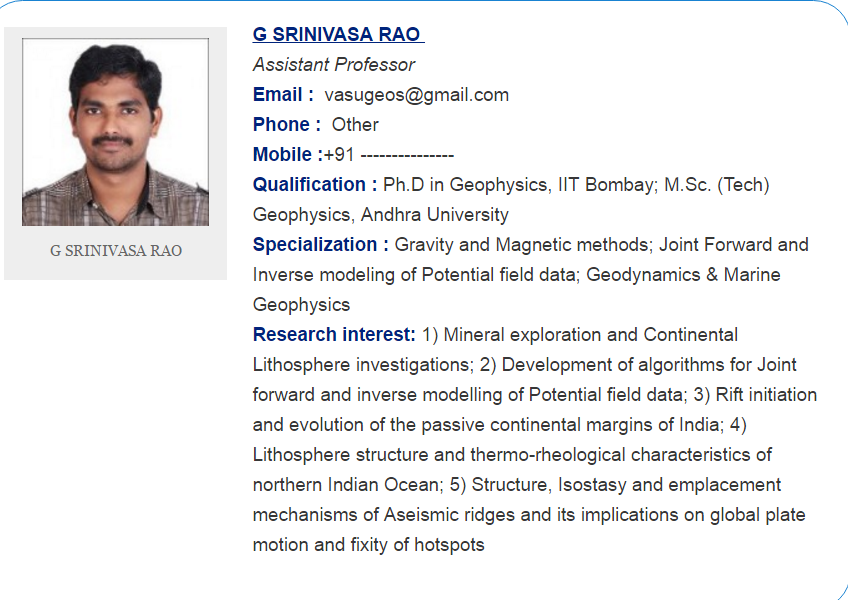 G SRINIVASA RAO
Assistant Professor
Email : vasugeos@gmail.com
Phone : Other
Mobile :+91 ---------------
Qualification : Ph.D in Geophysics, IIT Bombay; M.Sc. (Tech)
Geophysics, Andhra University
G SRINIVASA RAO
Specialization : Gravity and Magnetic methods; Joint Forward and
Inverse modeling of Potential field data; Geodynamics & Marine
Geophysics
Research interest: 1) Mineral exploration and Continental
Lithosphere investigations; 2) Development of algorithms for Joint
forward and inverse modelling of Potential field data; 3) Rift initiation
and evolution of the passive continental margins of India; 4)
Lithosphere structure and thermo-rheological characteristics of
northern Indian Ocean; 5) Structure, Isostasy and emplacement
mechanisms of Aseismic ridges and its implications on global plate
motion and fixity of hotspots